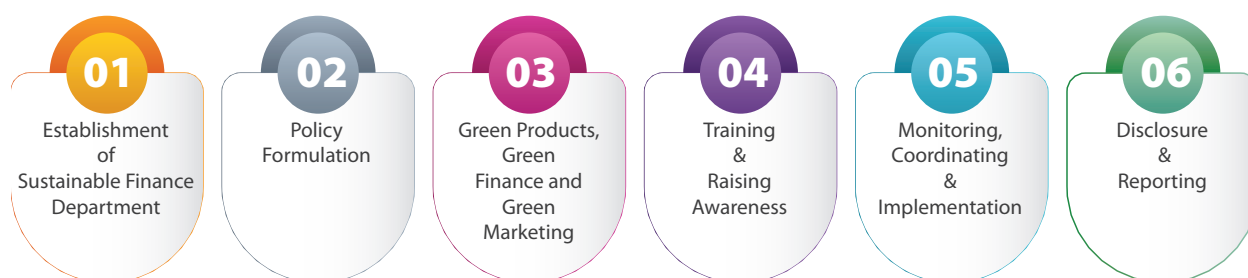 01
Establishment
of
Sustainable Finance
Department
02
Policy
Formulation
03
Green Products,
Green
Finance and
Green
Marketing
04
Training
&
Raising
Awareness
05
Monitoring,
Coordinating
&
Implementation
06
Disclosure
&
Reporting